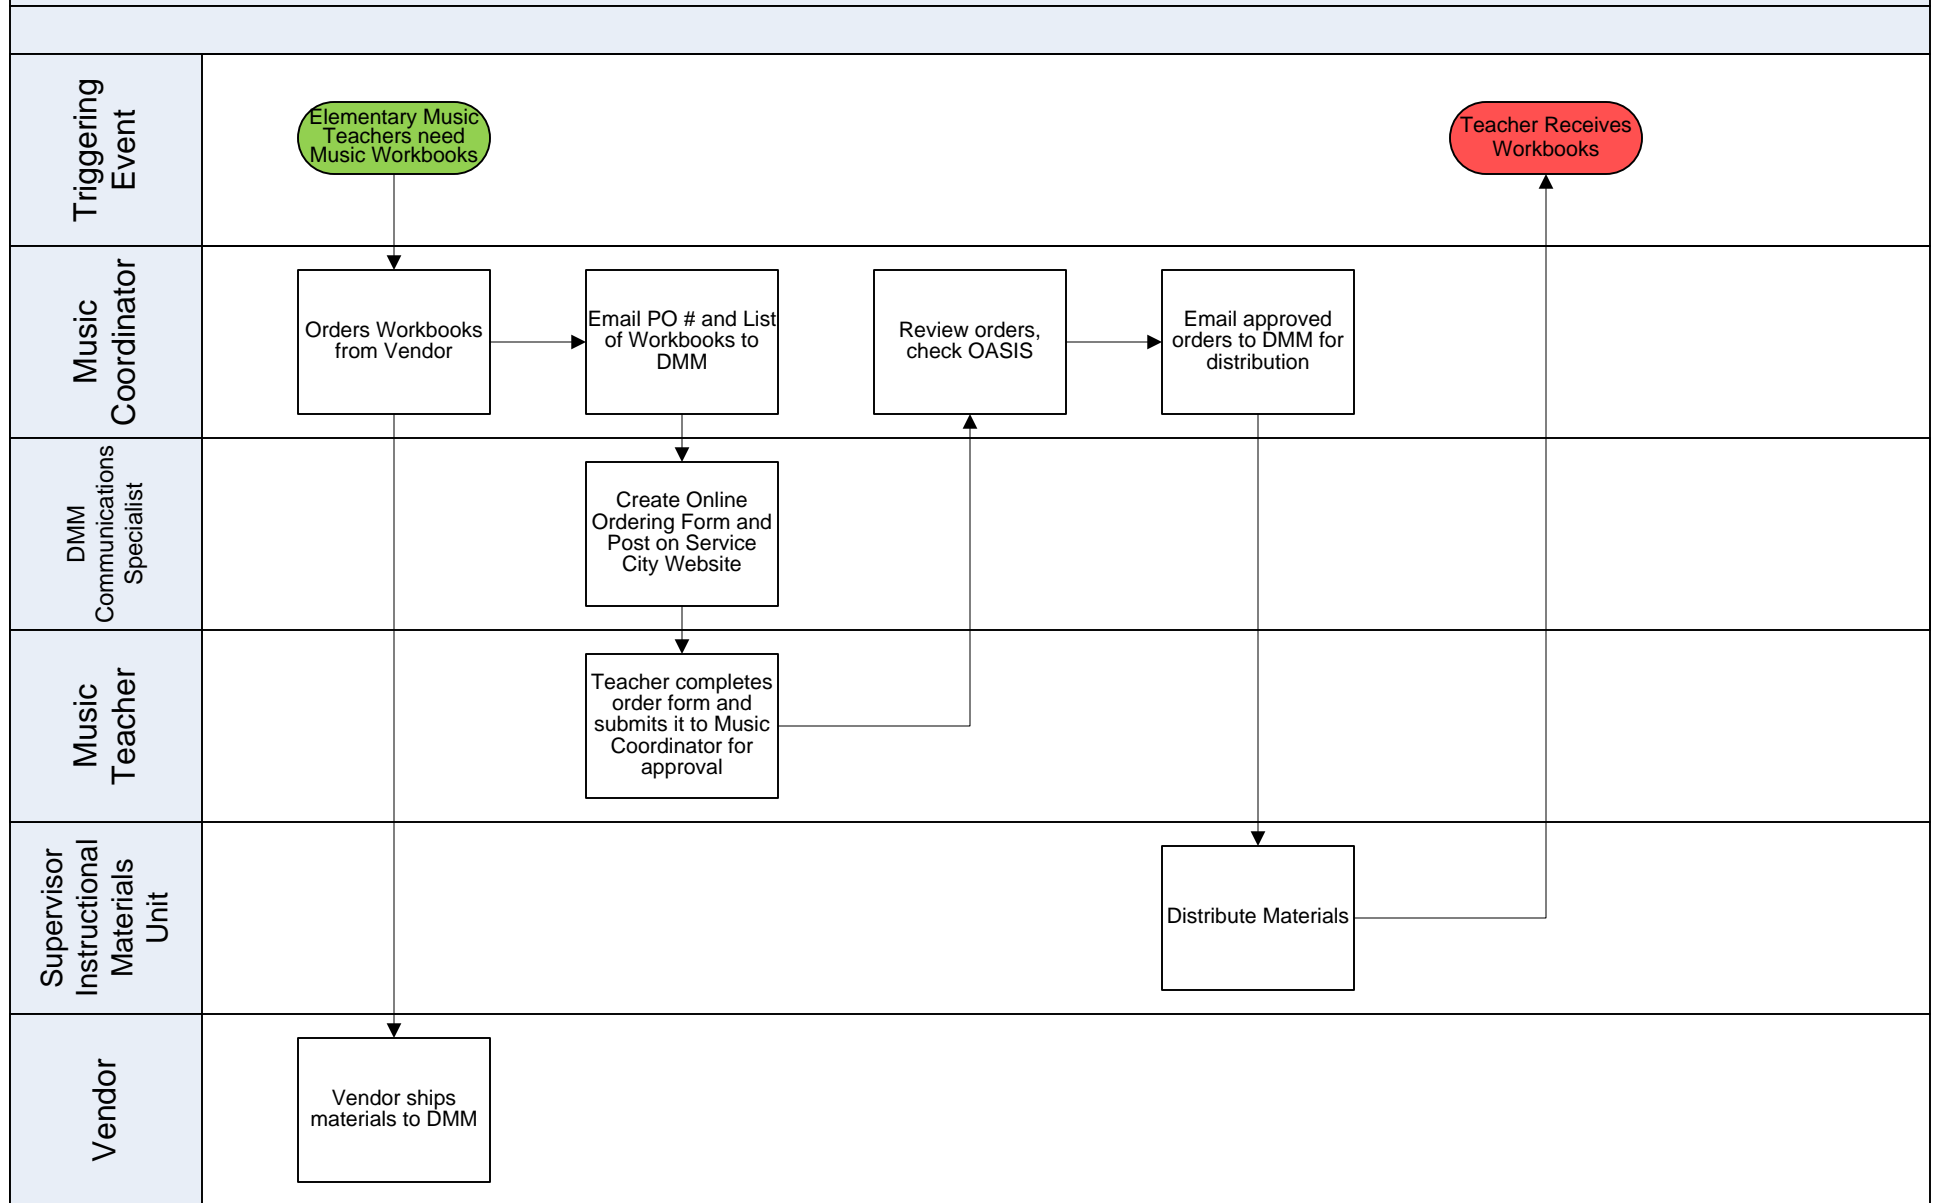 Triggering
Event
Elementary Music
Teachers need
Music Workbooks
Teacher Receives
Workbooks
Music
Coordinator
Orders Workbooks
from Vendor
Email PO # and List
of Workbooks to
DMM
Review orders,
check OASIS
Email approved
orders to DMM for
distribution
DMM
Communications
Specialist
Create Online
Ordering Form and
Post on Service
City Website
Music
Teacher
Teacher completes
order form and
submits it to Music
Coordinator for
approval
Supervisor
Instructional
Materials
Unit
Distribute Materials
Vendor
Vendor ships
materials to DMM